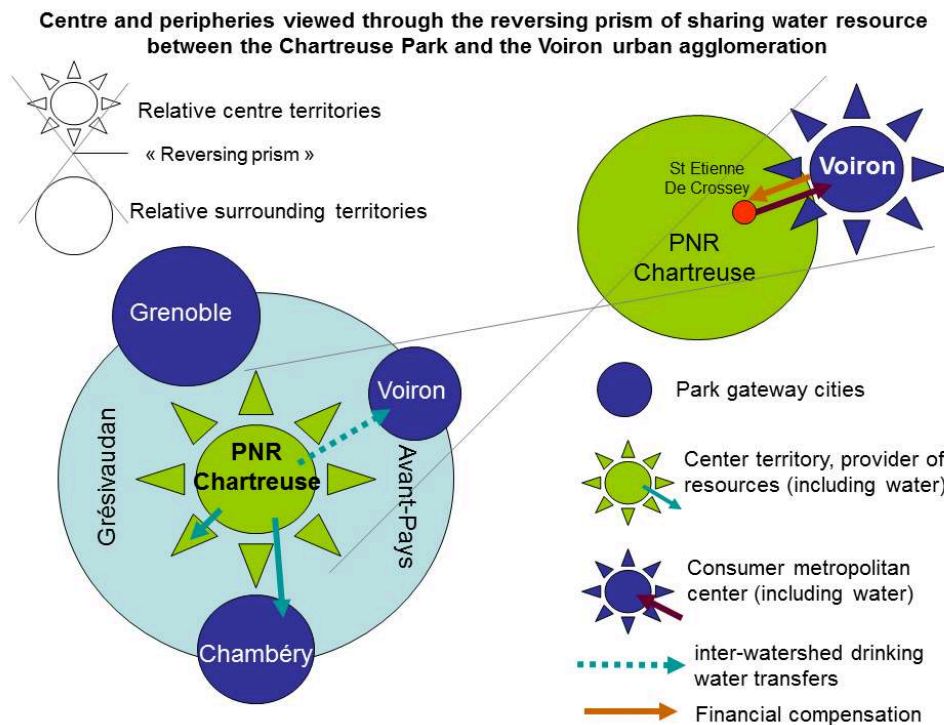 Centre and peripheries viewed through the reversing prism of sharing water resource
between the Chartreuse Park and the Voiron urban agglomeration
Relative centre territories
« Reversing prism »
Relative surrounding territories
St Etienne
De Crossey
Voiron
PNR
Chartreuse
Grenoble
Voiron
PNR
Chartreuse
Grésivaudan
Avant-Pays
Chambéry
Park gateway cities
Center territory, provider of
resources (including water)
Consumer metropolitan
center (including water)
inter-watershed drinking
water transfers
Financial compensation